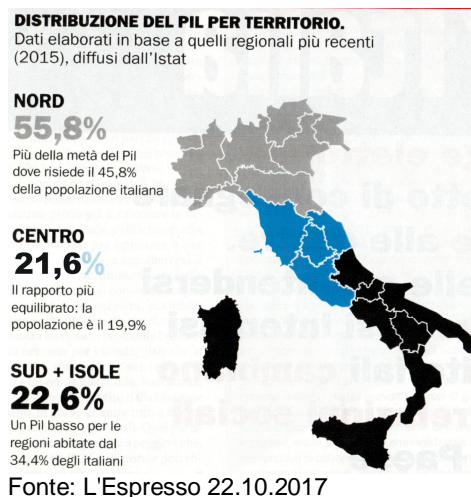 DISTRIBUZIONE DEL PIL PER TERRITORIO.
Dati elaborati in base a quelli regionali più recenti
(2015), diffusi dall'Istat
NORD
55,8%
Più della metà del Pil
dove risiede il 45,8%
della popolazione italiana
CENTRO
21,6%
Il rapporto più
equilibrato: la
popolazione è il 19,9%
SUD + ISOLE
22,6%
Un Pil basso per le
regioni abitate dal
34,4% degli italiani
Fonte: L'Espresso 22.10.2017